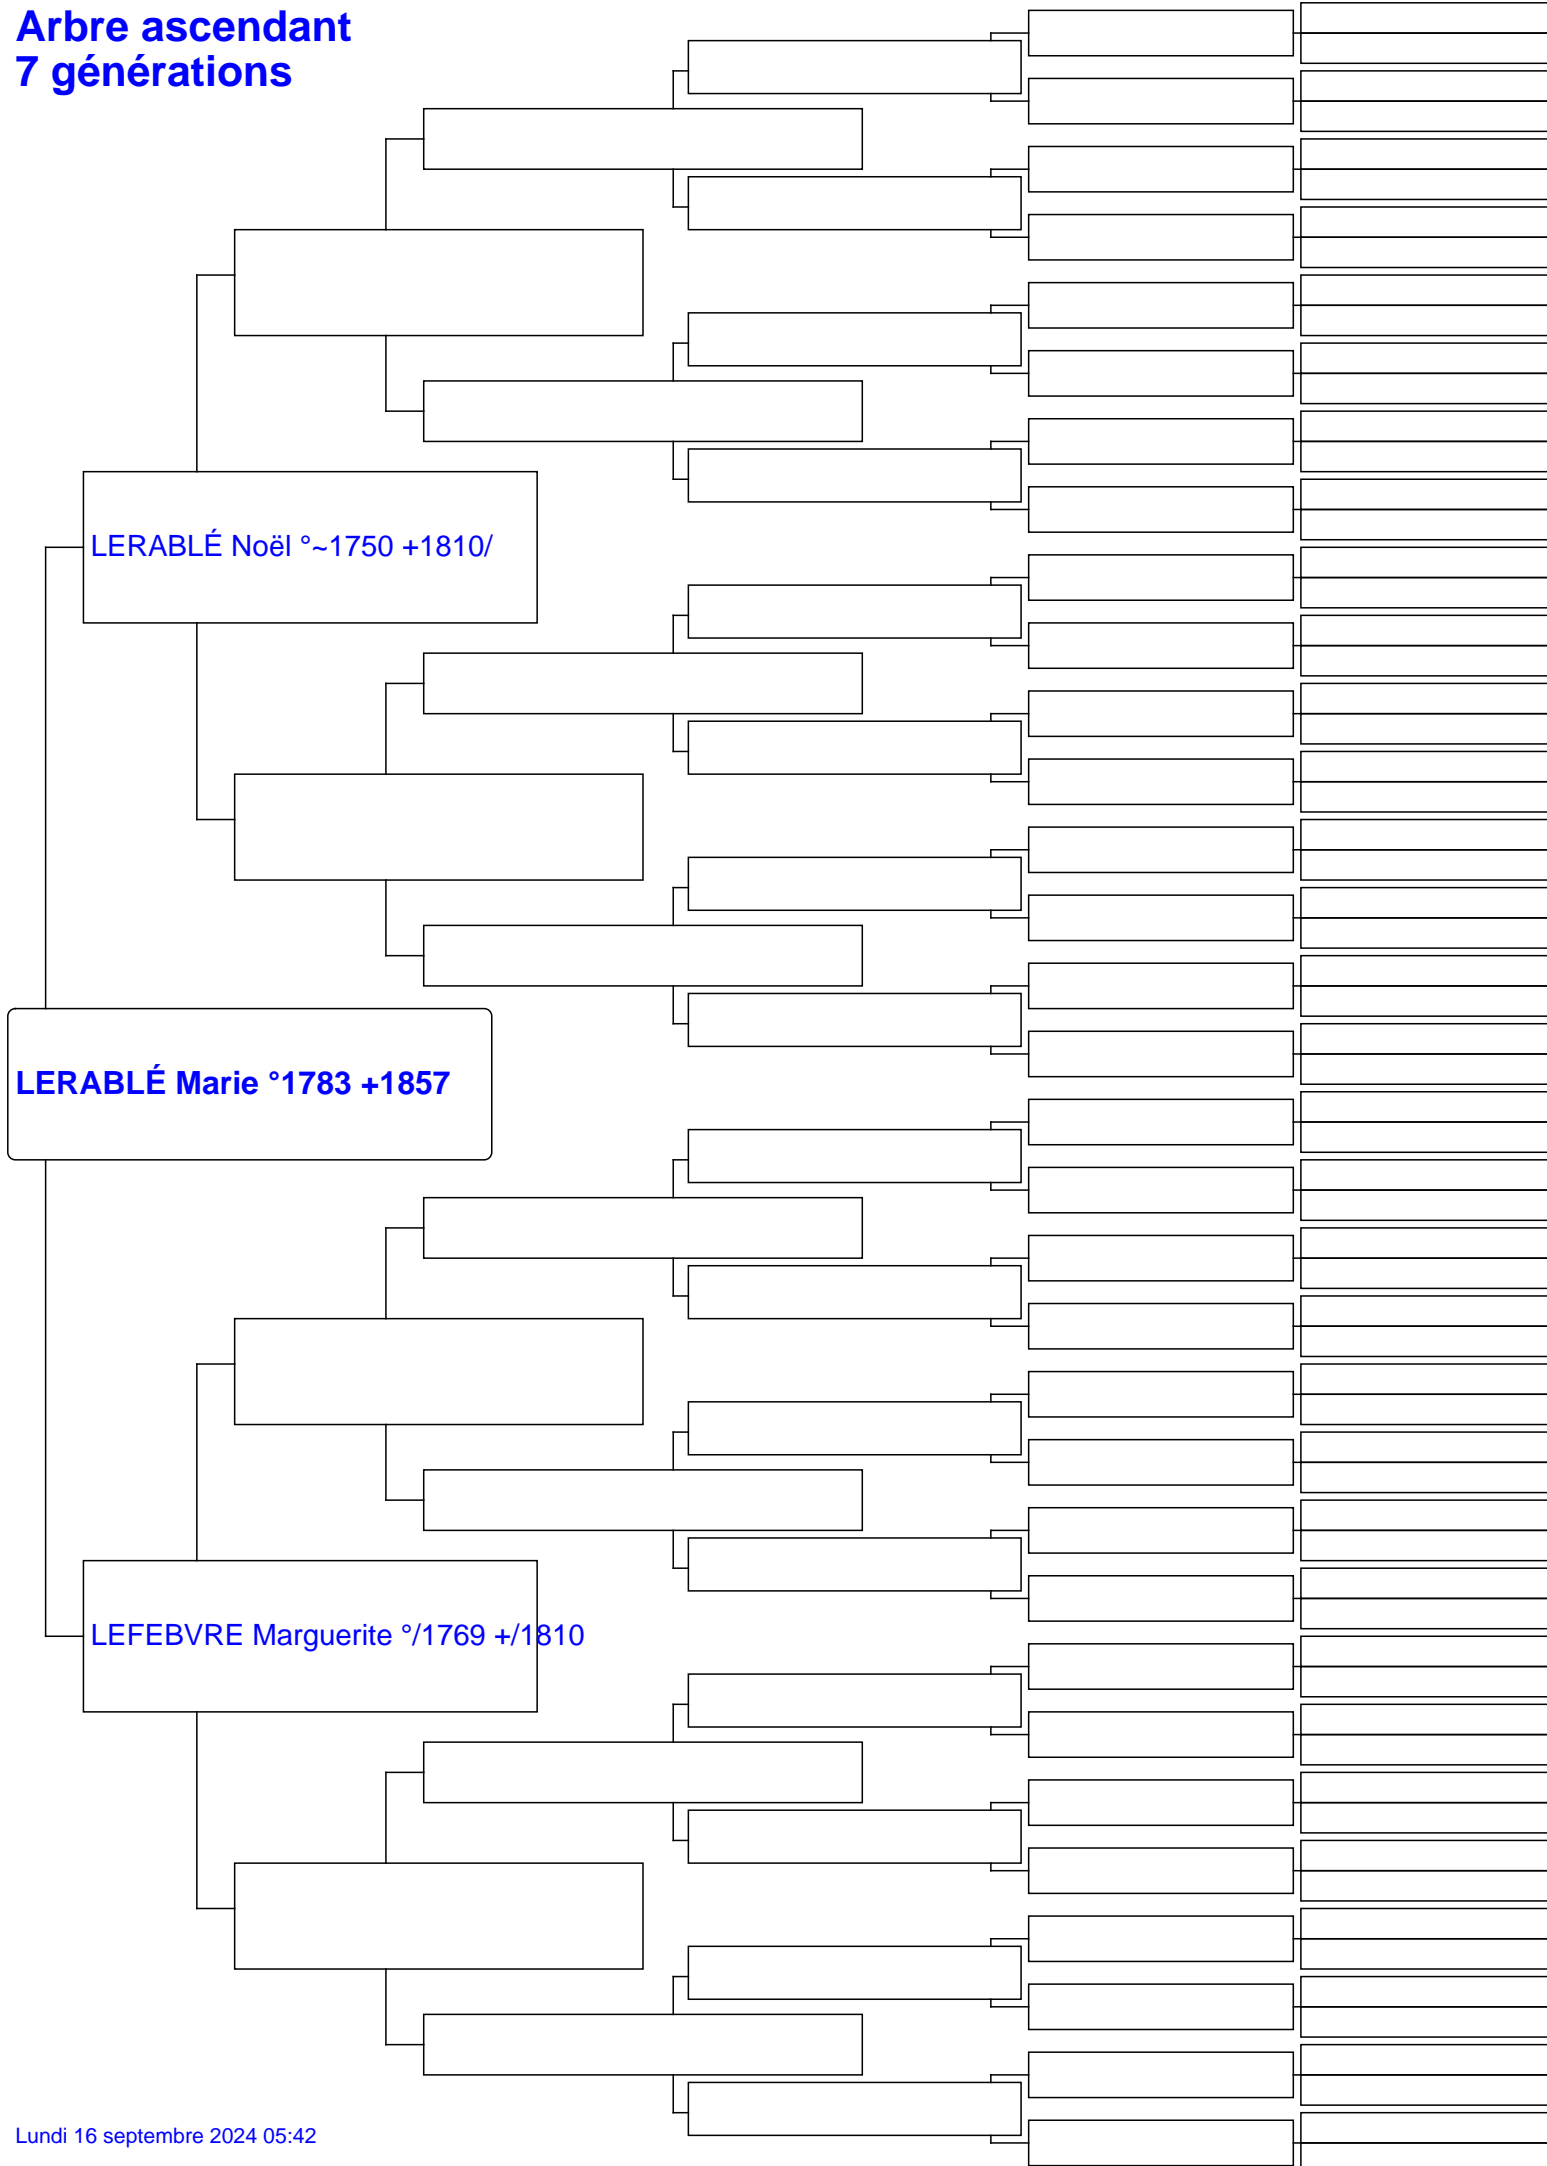 Arbre ascendant
7 générations
LERABLÉ Noël °~1750 +1810/
LERABLÉ Marie °1783 +1857
LEFEBVRE Marguerite °/1769 +/1810
Lundi 16 septembre 2024 05:42